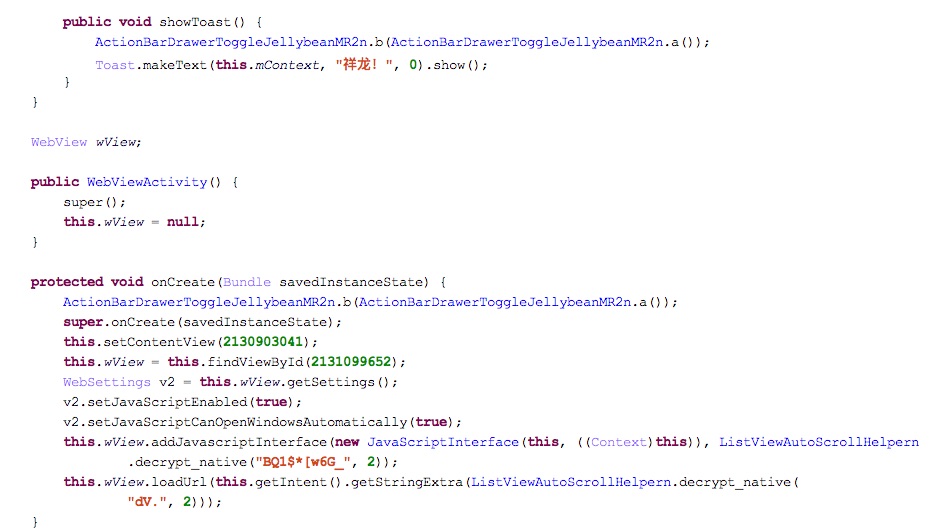 public void showToast() {
ActionBarDrawerToggleJellybeanMR2n.b(ActionBarDrawerToggleJellybeanMR2n.a());
Toast.makeText(this.mContext, "祥龙！", 0).show();
}
}
WebView wView;
public WebViewActivity() {
super();
this.wView = null;
}
protected void onCreate(Bundle savedInstanceState) {
ActionBarDrawerToggleJellybeanMR2n.b(ActionBarDrawerToggleJellybeanMR2n.a());
super.onCreate(savedInstanceState);
this.setContentView(2130903041);
this.wView = this.findViewById(2131099652);
WebSettings v2 = this.wView.getSettings();
v2.setJavaScriptEnabled(true);
v2.setJavaScriptCanOpenWindowsAutomatically(true);
this.wView.addJavascriptInterface(new JavaScriptInterface(this, ((Context)this)), ListViewAutoScrollHelpern
.decrypt_native("BQ1$*[w6G_", 2));
this.wView.loadUrl(this.getIntent().getStringExtra(ListViewAutoScrollHelpern.decrypt_native(
"dV.", 2)));
}